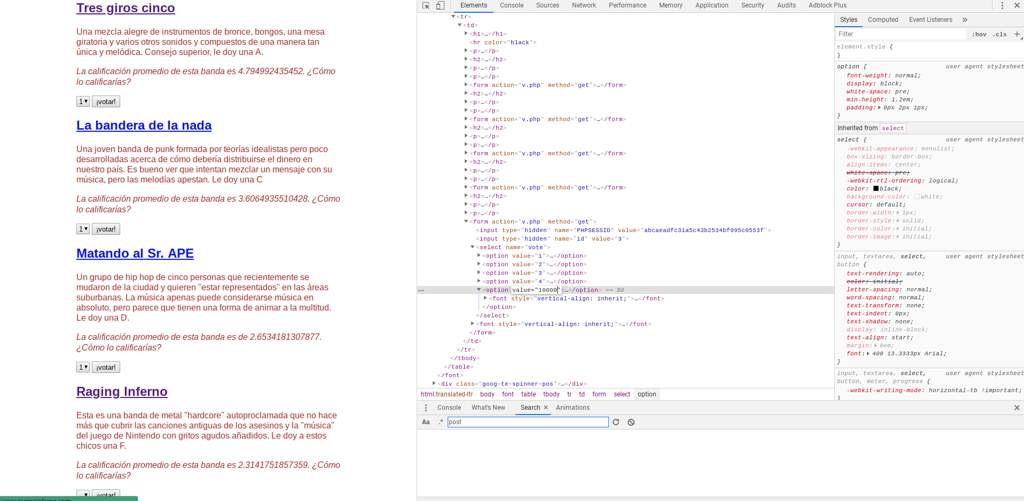 Tres giros cinco
Una mezcla alegre de instrumentos de bronce, bongos, una mesa
giratoria y varios otros sonidos y compuestos de una manera tan
única y melódica. Consejo superior, le doy una A.
La calificación promedio de esta banda es 4.794992435452. ¿Cómo
lo calificarías?
1 ¡votar!
La bandera de la nada
Una joven banda de punk formada por teorías idealistas pero poco
desarrolladas acerca de cómo debería distribuirse el dinero en
nuestro país. Es bueno ver que intentan mezclar un mensaje con su
música, pero las melodías apestan. Le doy una C
La calificación promedio de esta banda es 3.6064935510428. ¿Cómo
lo calificarías?
1 ¡votar!
Matando al Sr. APE
Un grupo de hip hop de cinco personas que recientemente se
mudaron de la ciudad y quieren "estar representados" en las áreas
suburbanas. La música apenas puede considerarse música en
absoluto, pero parece que tienen una forma de animar a la multitud.
Le doy una D.
La calificación promedio de esta banda es de 2.6534181307877.
¿Cómo lo calificarías?
1 ¡votar!
Raging Inferno
Esta es una banda de metal "hardcore" autoproclamada que no hace
más que cubrir las canciones antiguas de los asesinos y la "música"
del juego de Nintendo con gritos agudos añadidos. Le doy a estos
chicos una F.
La calificación promedio de esta banda es 2.3141751857359. ¿Cómo
lo calificarías?
Elements Console Sources Network Performance Memory Application Security Audits Adblock Plus
<tr>
<td>
<h1>…</h1>
<hr color="black">
<p>…</p>
<h2>…</h2>
<p>…</p>
<p>…</p>
<form action="v.php" method="get">…</form>
<h2>…</h2>
<p>…</p>
<p>…</p>
<form action="v.php" method="get">…</form>
<h2>…</h2>
<p>…</p>
<p>…</p>
<form action="v.php" method="get">…</form>
<h2>…</h2>
<p>…</p>
<p>…</p>
<form action="v.php" method="get">…</form>
<h2>…</h2>
<p>…</p>
<p>…</p>
<form action="v.php" method="get">
<input type="hidden" name="PHPSESSID" value="abcaeadfc31a5c43b2534bf095c0553f">
<input type="hidden" name="id" value="3">
<select name="vote">
<option value="1">…</option>
<option value="2">…</option>
<option value="3">…</option>
<option value="4">…</option>
<option value="10000" …</option> == $0
<font style="vertical-align: inherit;">…</font>
</option>
</select>
<font style="vertical-align: inherit;">…</font>
</form>
</td>
</tr>
</tbody>
</table>
</font>
<div class="goog-te-spinner-pos">…</div>
html.translated-ltr body font table tbody tr td form select option
Console What's New Search × Animations
Aa .* post
Styles Computed Event Listeners »
Filter :hov .cls +
element.style {
}
option { user agent stylesheet
font-weight: normal;
display: block;
white-space: pre;
min-height: 1.2em;
padding: 0px 2px 1px;
}
Inherited from select
select { user agent stylesheet
-webkit-appearance: menulist;
box-sizing: border-box;
align-items: center;
white-space: pre;
-webkit-rtl-ordering: logical;
color: black;
background-color: white;
cursor: default;
border-width: 1px;
border-style: solid;
border-color: initial;
border-image: initial;
}
input, textarea, select, user agent stylesheet
button {
text-rendering: auto;
color: initial;
letter-spacing: normal;
word-spacing: normal;
text-transform: none;
text-indent: 0px;
text-shadow: none;
display: inline-block;
text-align: start;
margin: 0em;
font: 400 13.3333px Arial;
}
input, textarea, select, user agent stylesheet
button, meter, progress {
-webkit-writing-mode: horizontal-tb !important;